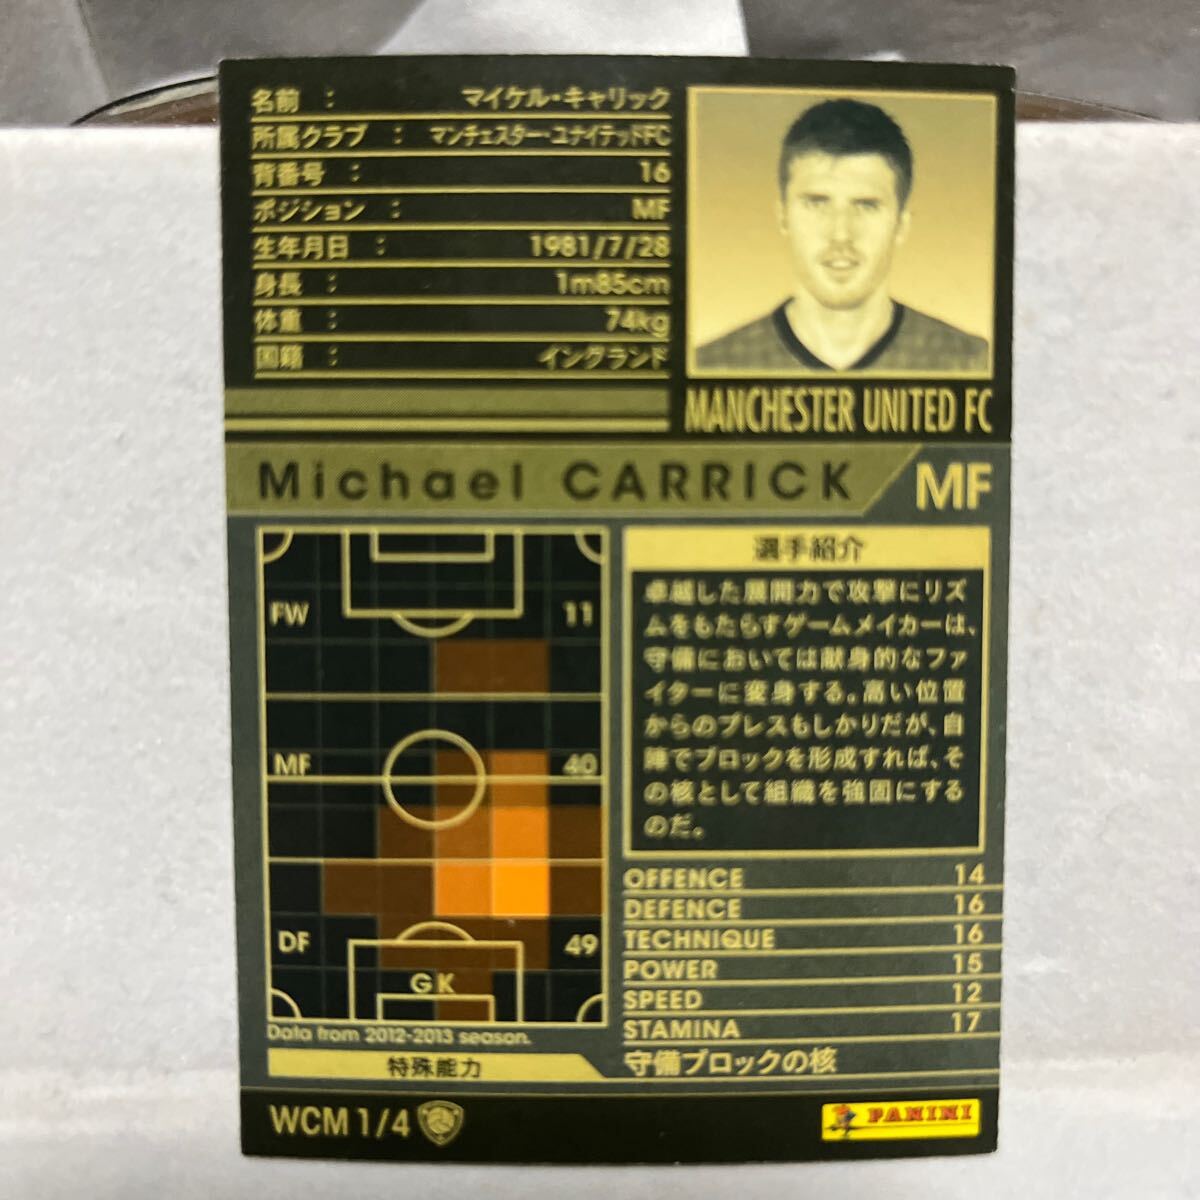 名前 : マイケル・キャリック
所属クラブ : マンチェスター・ユナイテッドFC
背番号 : 16
ポジション : MF
生年月日 : 1981/7/28
身長 : 1m85cm
体重 : 74kg
国籍 : イングランド
MANCHESTER UNITED FC
Michael CARRICK MF
FW 11
MF 40
DF 49
GK
Data from 2012-2013 season.
選手紹介
卓越した展開力で攻撃にリズ
ムをもたらすゲームメイカーは、
守備においては献身的なファ
イターに変身する。高い位置
からのプレスもしかりだが、自
陣でブロックを形成すれば、そ
の核として組織を強固にする
のだ。
OFFENCE 14
DEFENCE 16
TECHNIQUE 16
POWER 15
SPEED 12
STAMINA 17
特殊能力 守備ブロックの核
WCM 1/4
PANINI